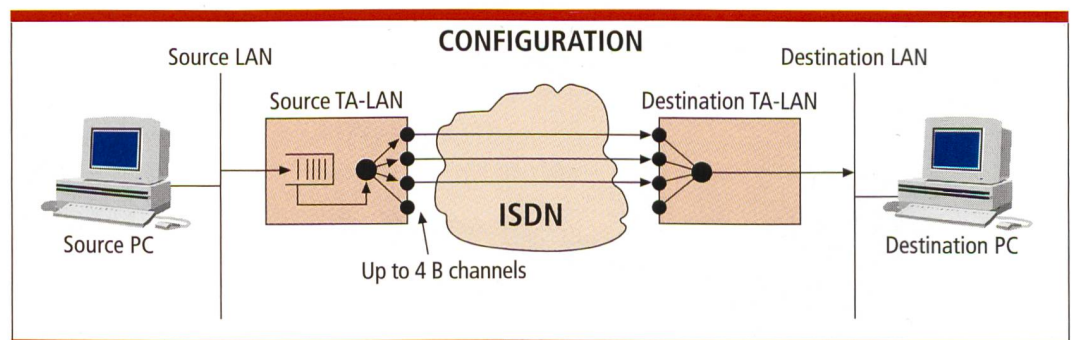 CONFIGURATION
Source LAN
Destination LAN
Source TA-LAN
Destination TA-LAN
ISDN
Source PC
Destination PC
Up to 4 B channels